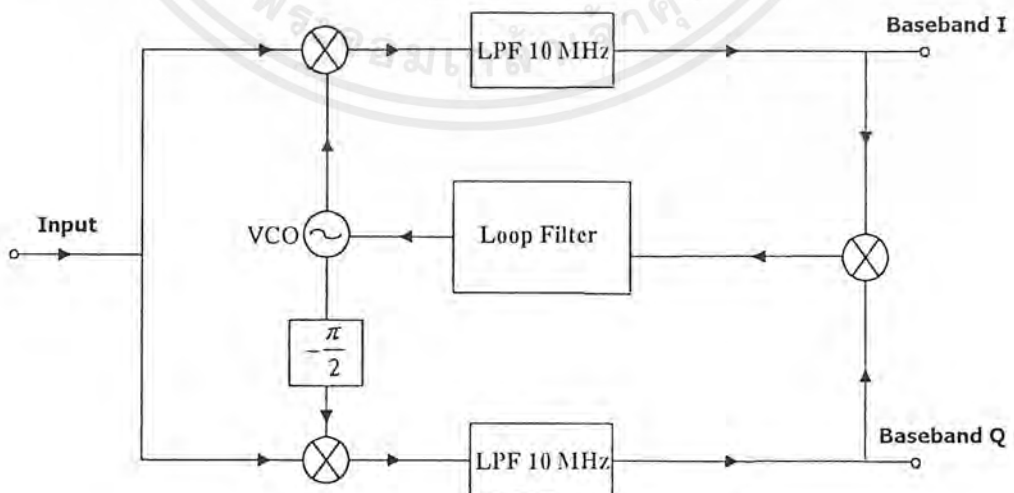 Baseband I
LPF 10 MHz
Input
VCO
Loop Filter
−π/2
Baseband Q
LPF 10 MHz